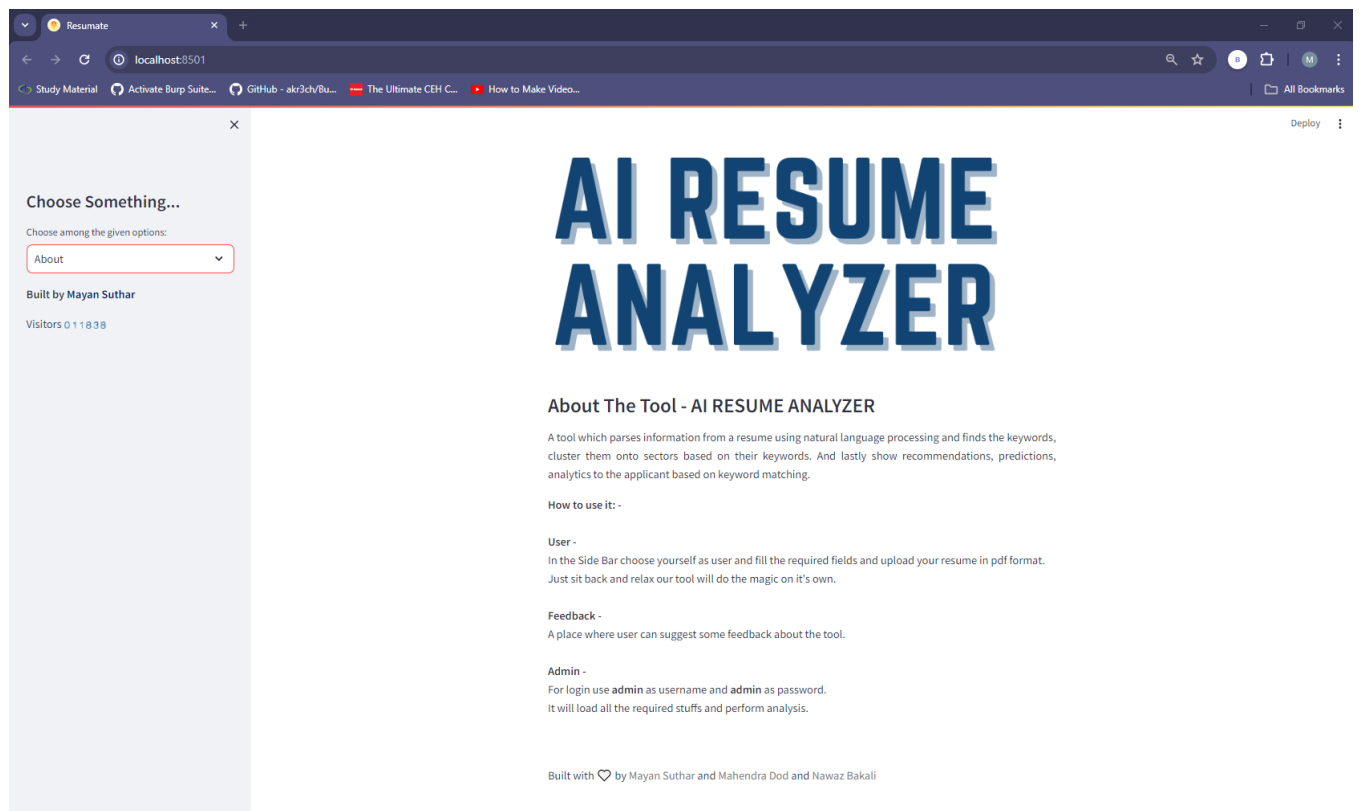 Resumate
localhost:8501
Study Material
Activate Burp Suite...
GitHub - akr3ch/Bu...
The Ultimate CEH C...
How to Make Video...
All Bookmarks
B
M
Deploy
Choose Something...
Choose among the given options:
About
Built by Mayan Suthar
Visitors 011838
AI RESUME
ANALYZER
About The Tool - AI RESUME ANALYZER
A tool which parses information from a resume using natural language processing and finds the keywords,
cluster them onto sectors based on their keywords. And lastly show recommendations, predictions,
analytics to the applicant based on keyword matching.
How to use it: -
User -
In the Side Bar choose yourself as user and fill the required fields and upload your resume in pdf format.
Just sit back and relax our tool will do the magic on it's own.
Feedback -
A place where user can suggest some feedback about the tool.
Admin -
For login use admin as username and admin as password.
It will load all the required stuffs and perform analysis.
Built with ♡ by Mayan Suthar and Mahendra Dod and Nawaz Bakali